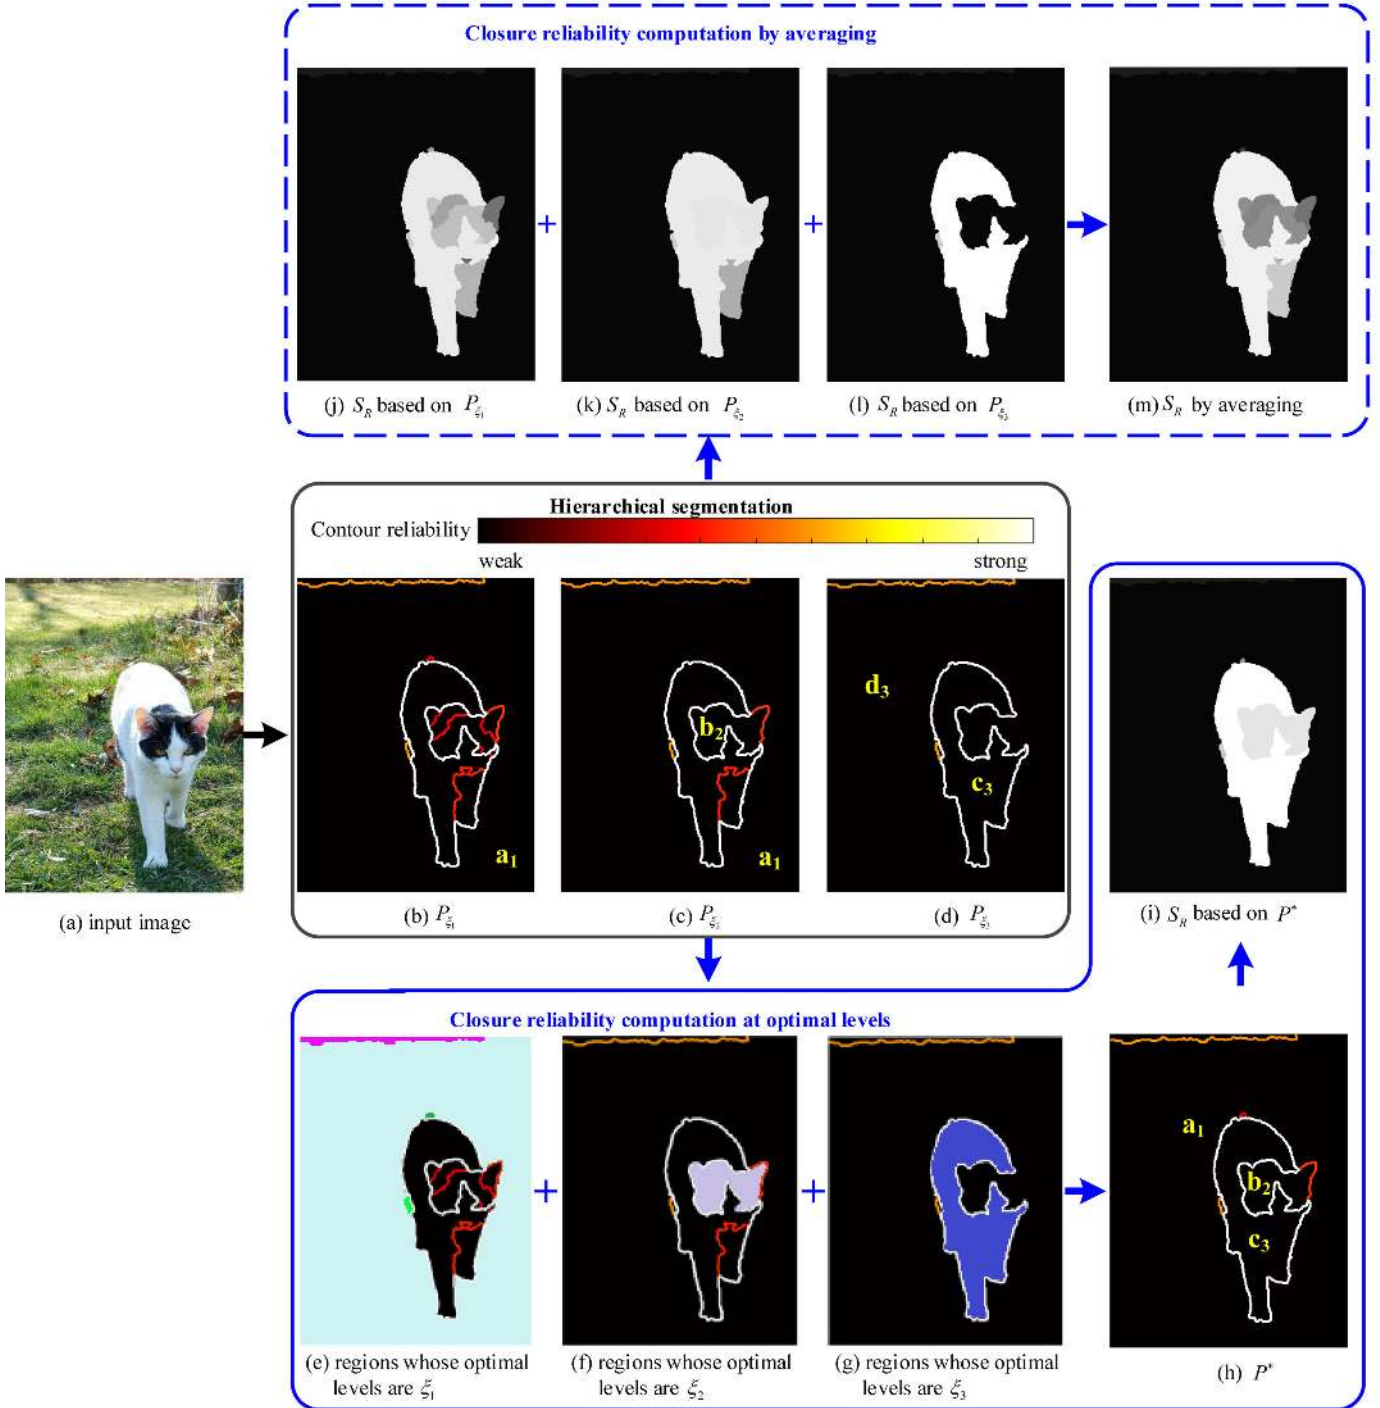 Closure reliability computation by averaging
+
+
(j) S_R based on P_ξ1
(k) S_R based on P_ξ2
(l) S_R based on P_ξ3
(m) S_R by averaging
Hierarchical segmentation
Contour reliability
weak
strong
a1
b2
a1
d3
c3
(a) input image
(b) P_ξ1
(c) P_ξ2
(d) P_ξ3
(i) S_R based on P*
Closure reliability computation at optimal levels
+
+
a1
b2
c3
(e) regions whose optimal
levels are ξ1
(f) regions whose optimal
levels are ξ2
(g) regions whose optimal
levels are ξ3
(h) P*